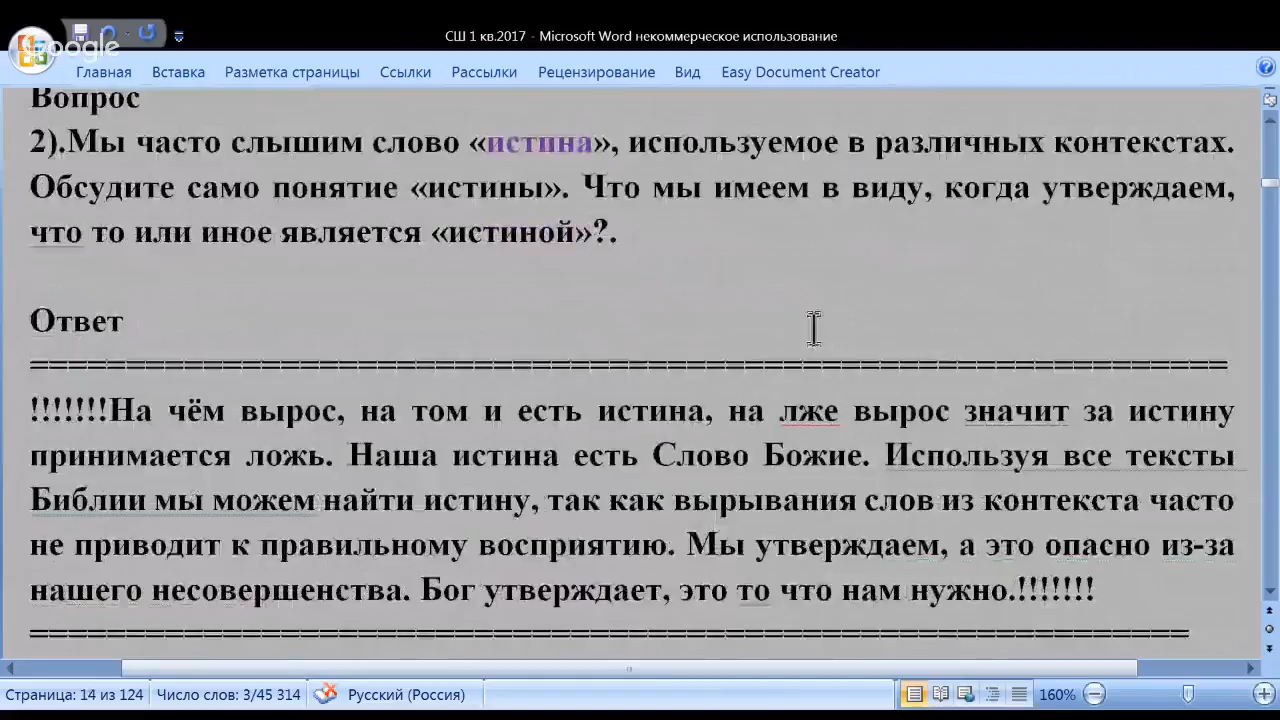 СШ 1 кв.2017 - Microsoft Word некоммерческое использование
Google
Главная Вставка Разметка страницы Ссылки Рассылки Рецензирование Вид Easy Document Creator
Вопрос
2).Мы часто слышим слово «истина», используемое в различных контекстах.
Обсудите само понятие «истины». Что мы имеем в виду, когда утверждаем,
что то или иное является «истиной»?.
Ответ
==========================================================
!!!!!!!На чём вырос, на том и есть истина, на лже вырос значит за истину
принимается ложь. Наша истина есть Слово Божие. Используя все тексты
Библии мы можем найти истину, так как вырывания слов из контекста часто
не приводит к правильному восприятию. Мы утверждаем, а это опасно из-за
нашего несовершенства. Бог утверждает, это то что нам нужно.!!!!!!!
========================================================
Страница: 14 из 124 Число слов: 3/45 314 Русский (Россия) 160%